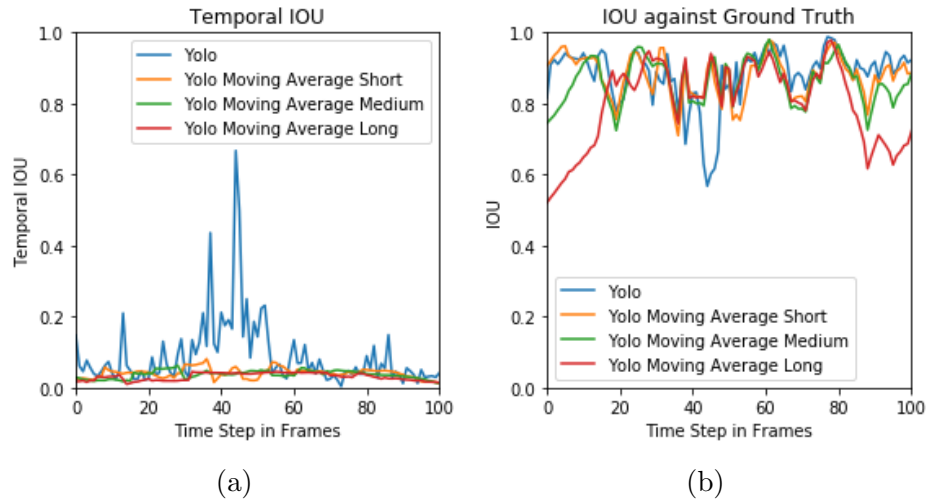 Temporal IOU
1.0
0.8
0.6
0.4
0.2
0.0
Temporal IOU
Yolo
Yolo Moving Average Short
Yolo Moving Average Medium
Yolo Moving Average Long
0 20 40 60 80 100
Time Step in Frames
(a)
IOU against Ground Truth
1.0
0.8
0.6
0.4
0.2
0.0
IOU
Yolo
Yolo Moving Average Short
Yolo Moving Average Medium
Yolo Moving Average Long
0 20 40 60 80 100
Time Step in Frames
(b)